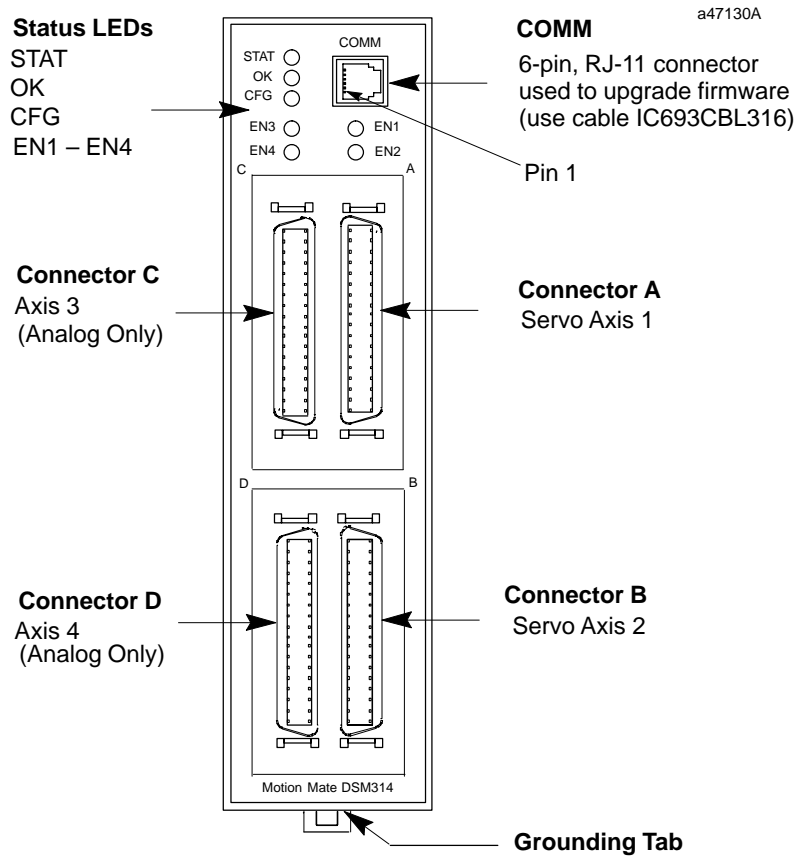 a47130A
Status LEDs
STAT
OK
CFG
EN1 – EN4
STAT
OK
CFG
EN3
EN4
COMM
EN1
EN2
COMM
6-pin, RJ-11 connector
used to upgrade firmware
(use cable IC693CBL316)
Pin 1
C
A
Connector C
Axis 3
(Analog Only)
Connector A
Servo Axis 1
D
B
Connector D
Axis 4
(Analog Only)
Connector B
Servo Axis 2
Motion Mate DSM314
Grounding Tab